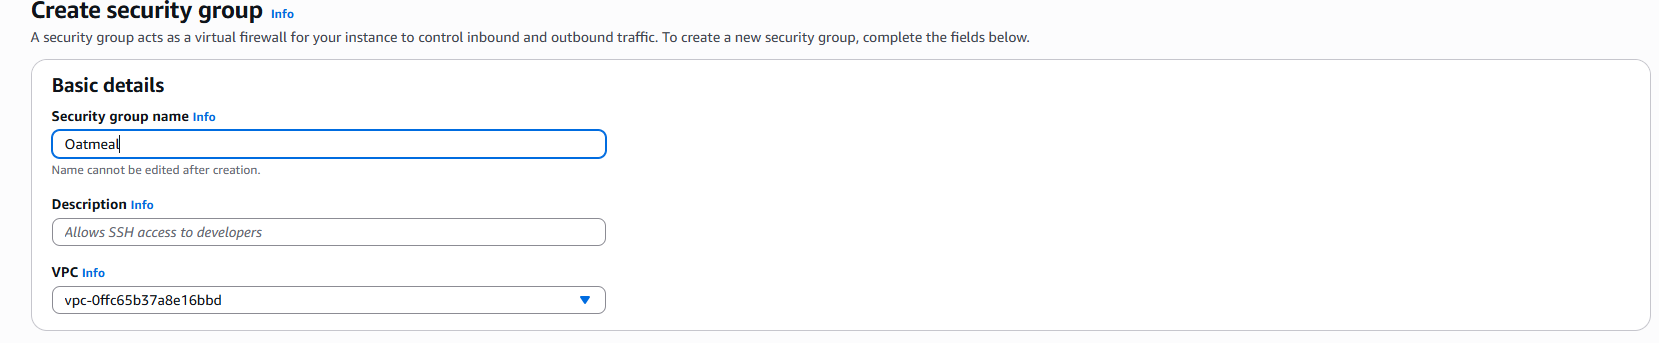 Create security group Info
A security group acts as a virtual firewall for your instance to control inbound and outbound traffic. To create a new security group, complete the fields below.
Basic details
Security group name Info
Oatmeal
Name cannot be edited after creation.
Description Info
Allows SSH access to developers
VPC Info
vpc-0ffc65b37a8e16bbd